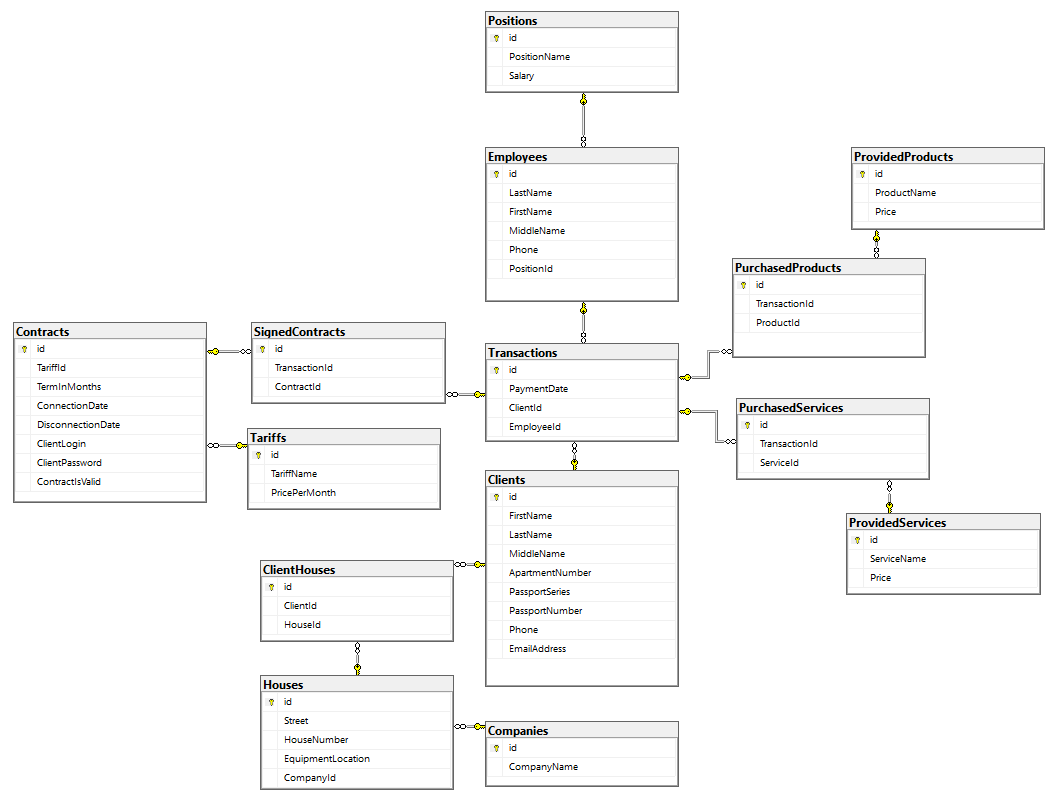 Positions
id
PositionName
Salary
Employees
id
LastName
FirstName
MiddleName
Phone
PositionId
ProvidedProducts
id
ProductName
Price
PurchasedProducts
id
TransactionId
ProductId
Contracts
id
TariffId
TermInMonths
ConnectionDate
DisconnectionDate
ClientLogin
ClientPassword
ContractIsValid
SignedContracts
id
TransactionId
ContractId
Transactions
id
PaymentDate
ClientId
EmployeeId
PurchasedServices
id
TransactionId
ServiceId
Tariffs
id
TariffName
PricePerMonth
Clients
id
FirstName
LastName
MiddleName
ApartmentNumber
PassportSeries
PassportNumber
Phone
EmailAddress
ProvidedServices
id
ServiceName
Price
ClientHouses
id
ClientId
HouseId
Houses
id
Street
HouseNumber
EquipmentLocation
CompanyId
Companies
id
CompanyName